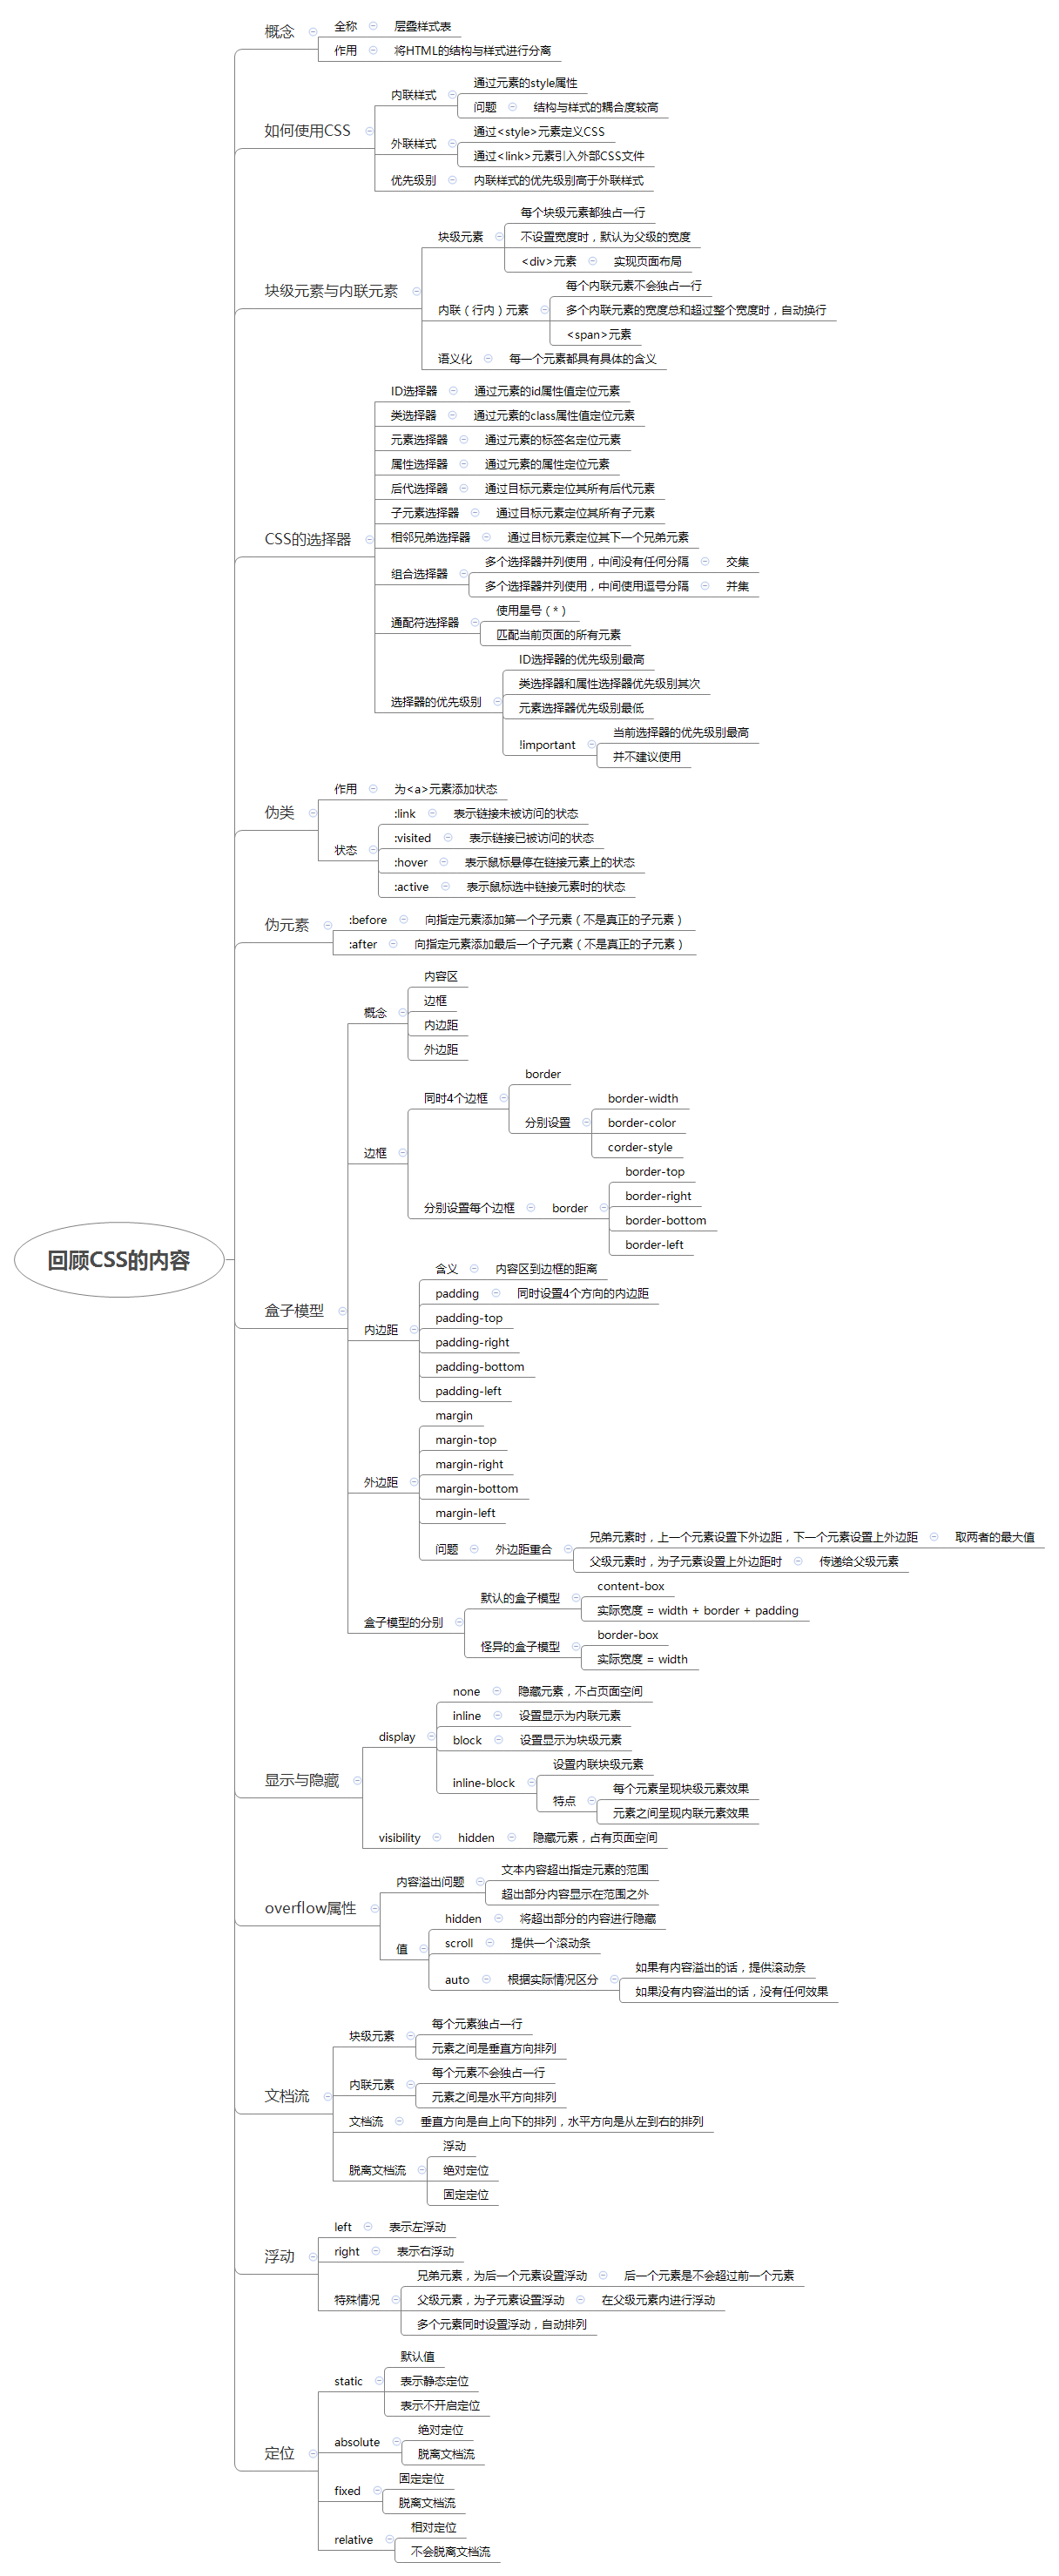 回顾CSS的内容
概念
全称
层叠样式表
作用
将HTML的结构与样式进行分离
如何使用CSS
内联样式
通过元素的style属性
问题
结构与样式的耦合度较高
外联样式
通过<style>元素定义CSS
通过<link>元素引入外部CSS文件
优先级别
内联样式的优先级别高于外联样式
块级元素与内联元素
块级元素
每个块级元素都独占一行
不设置宽度时，默认为父级的宽度
<div>元素
实现页面布局
内联（行内）元素
每个内联元素不会独占一行
多个内联元素的宽度总和超过整个宽度时，自动换行
<span>元素
语义化
每一个元素都具有具体的含义
CSS的选择器
ID选择器
通过元素的id属性值定位元素
类选择器
通过元素的class属性值定位元素
元素选择器
通过元素的标签名定位元素
属性选择器
通过元素的属性定位元素
后代选择器
通过目标元素定位其所有后代元素
子元素选择器
通过目标元素定位其所有子元素
相邻兄弟选择器
通过目标元素定位其下一个兄弟元素
组合选择器
多个选择器并列使用，中间没有任何分隔
交集
多个选择器并列使用，中间使用逗号分隔
并集
通配符选择器
使用星号（*）
匹配当前页面的所有元素
选择器的优先级别
ID选择器的优先级别最高
类选择器和属性选择器优先级别其次
元素选择器优先级别最低
!important
当前选择器的优先级别最高
并不建议使用
伪类
作用
为<a>元素添加状态
状态
:link
表示链接未被访问的状态
:visited
表示链接已被访问的状态
:hover
表示鼠标悬停在链接元素上的状态
:active
表示鼠标选中链接元素时的状态
伪元素
:before
向指定元素添加第一个子元素（不是真正的子元素）
:after
向指定元素添加最后一个子元素（不是真正的子元素）
盒子模型
概念
内容区
边框
内边距
外边距
边框
同时4个边框
border
分别设置
border-width
border-color
corder-style
分别设置每个边框
border
border-top
border-right
border-bottom
border-left
内边距
含义
内容区到边框的距离
padding
同时设置4个方向的内边距
padding-top
padding-right
padding-bottom
padding-left
外边距
margin
margin-top
margin-right
margin-bottom
margin-left
问题
外边距重合
兄弟元素时，上一个元素设置下外边距，下一个元素设置上外边距
取两者的最大值
父级元素时，为子元素设置上外边距时
传递给父级元素
盒子模型的分别
默认的盒子模型
content-box
实际宽度 = width + border + padding
怪异的盒子模型
border-box
实际宽度 = width
显示与隐藏
display
none
隐藏元素，不占页面空间
inline
设置显示为内联元素
block
设置显示为块级元素
inline-block
设置内联块级元素
特点
每个元素呈现块级元素效果
元素之间呈现内联元素效果
visibility
hidden
隐藏元素，占有页面空间
overflow属性
内容溢出问题
文本内容超出指定元素的范围
超出部分内容显示在范围之外
值
hidden
将超出部分的内容进行隐藏
scroll
提供一个滚动条
auto
根据实际情况区分
如果有内容溢出的话，提供滚动条
如果没有内容溢出的话，没有任何效果
文档流
块级元素
每个元素独占一行
元素之间是垂直方向排列
内联元素
每个元素不会独占一行
元素之间是水平方向排列
文档流
垂直方向是自上向下的排列，水平方向是从左到右的排列
脱离文档流
浮动
绝对定位
固定定位
浮动
left
表示左浮动
right
表示右浮动
特殊情况
兄弟元素，为后一个元素设置浮动
后一个元素是不会超过前一个元素
父级元素，为子元素设置浮动
在父级元素内进行浮动
多个元素同时设置浮动，自动排列
定位
static
默认值
表示静态定位
表示不开启定位
absolute
绝对定位
脱离文档流
fixed
固定定位
脱离文档流
relative
相对定位
不会脱离文档流